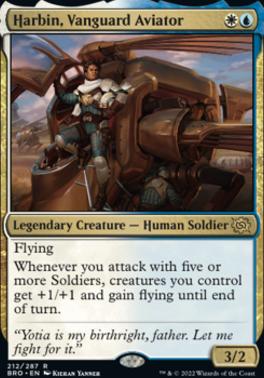 Harbin, Vanguard Aviator
Legendary Creature — Human Soldier
Flying
Whenever you attack with five or
more Soldiers, creatures you control
get +1/+1 and gain flying until end
of turn.
"Yotia is my birthright, father. Let me
fight for it."
3/2
212/287 R
BRO • EN KIERAN YANNER
™ & © 2022 Wizards of the Coast